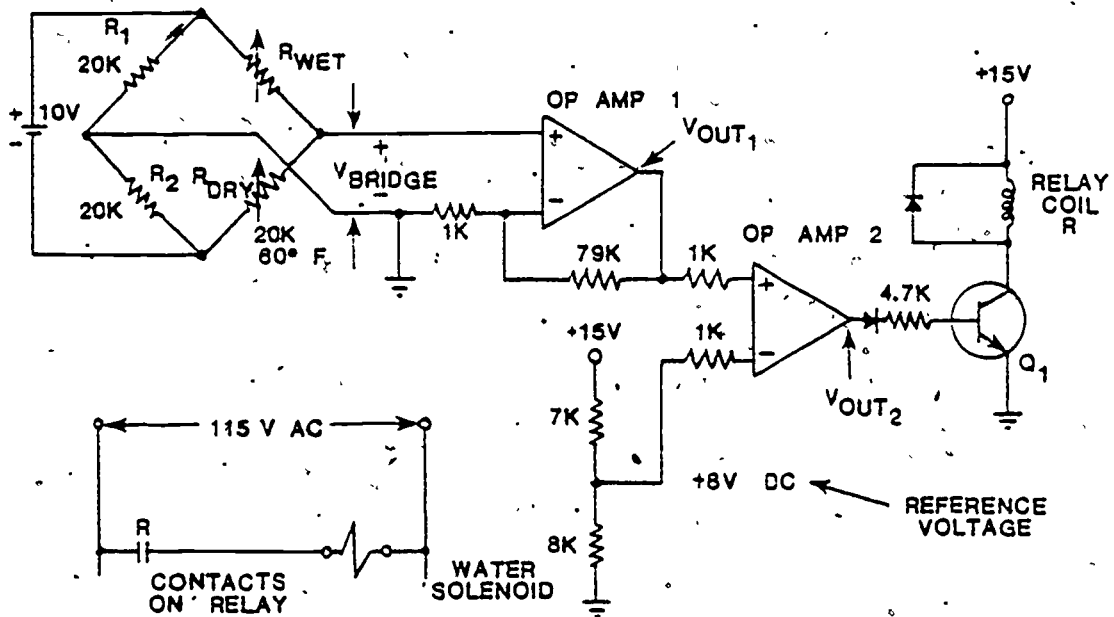 R1
20K
RWET
+
10V
-
R2
20K
RDRY
20K
60° F
+
VBRIDGE
-
1K
OP AMP 1
+
-
VOUT1
79K
1K
OP AMP 2
+
-
1K
4.7K
VOUT2
+15V
RELAY
COIL
R
Q1
+15V
7K
8K
+8V DC
REFERENCE
VOLTAGE
115 V AC
R
CONTACTS
ON RELAY
WATER
SOLENOID